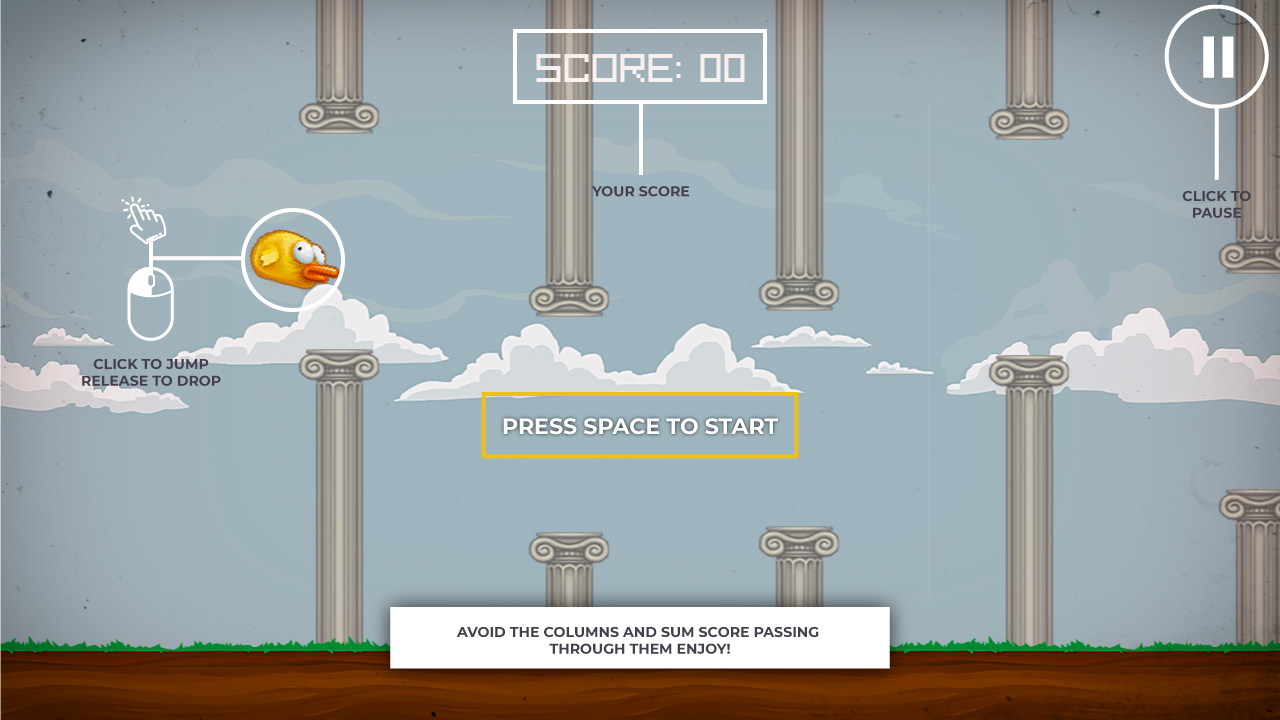 SCORE: 00
YOUR SCORE
CLICK TO
PAUSE
CLICK TO JUMP
RELEASE TO DROP
PRESS SPACE TO START
AVOID THE COLUMNS AND SUM SCORE PASSING
THROUGH THEM ENJOY!